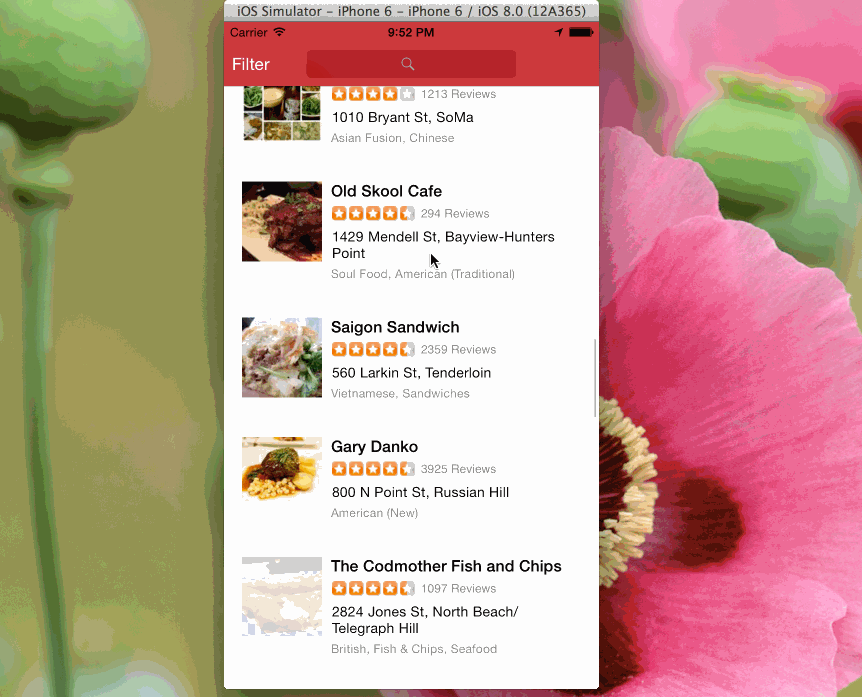 iOS Simulator - iPhone 6 - iPhone 6 / iOS 8.0 (12A365)
Carrier 9:52 PM
Filter
1213 Reviews
1010 Bryant St, SoMa
Asian Fusion, Chinese
Old Skool Cafe
294 Reviews
1429 Mendell St, Bayview-Hunters
Point
Soul Food, American (Traditional)
Saigon Sandwich
2359 Reviews
560 Larkin St, Tenderloin
Vietnamese, Sandwiches
Gary Danko
3925 Reviews
800 N Point St, Russian Hill
American (New)
The Codmother Fish and Chips
1097 Reviews
2824 Jones St, North Beach/
Telegraph Hill
British, Fish & Chips, Seafood